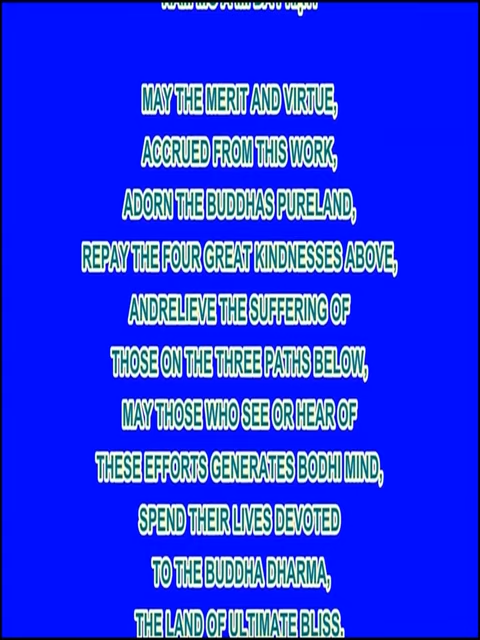 MAY THE MERIT AND VIRTUE,
ACCRUED FROM THIS WORK,
ADORN THE BUDDHAS PURELAND,
REPAY THE FOUR GREAT KINDNESSES ABOVE,
ANDRELIEVE THE SUFFERING OF
THOSE ON THE THREE PATHS BELOW,
MAY THOSE WHO SEE OR HEAR OF
THESE EFFORTS GENERATES BODHI MIND,
SPEND THEIR LIVES DEVOTED
TO THE BUDDHA DHARMA,
THE LAND OF ULTIMATE BLISS.